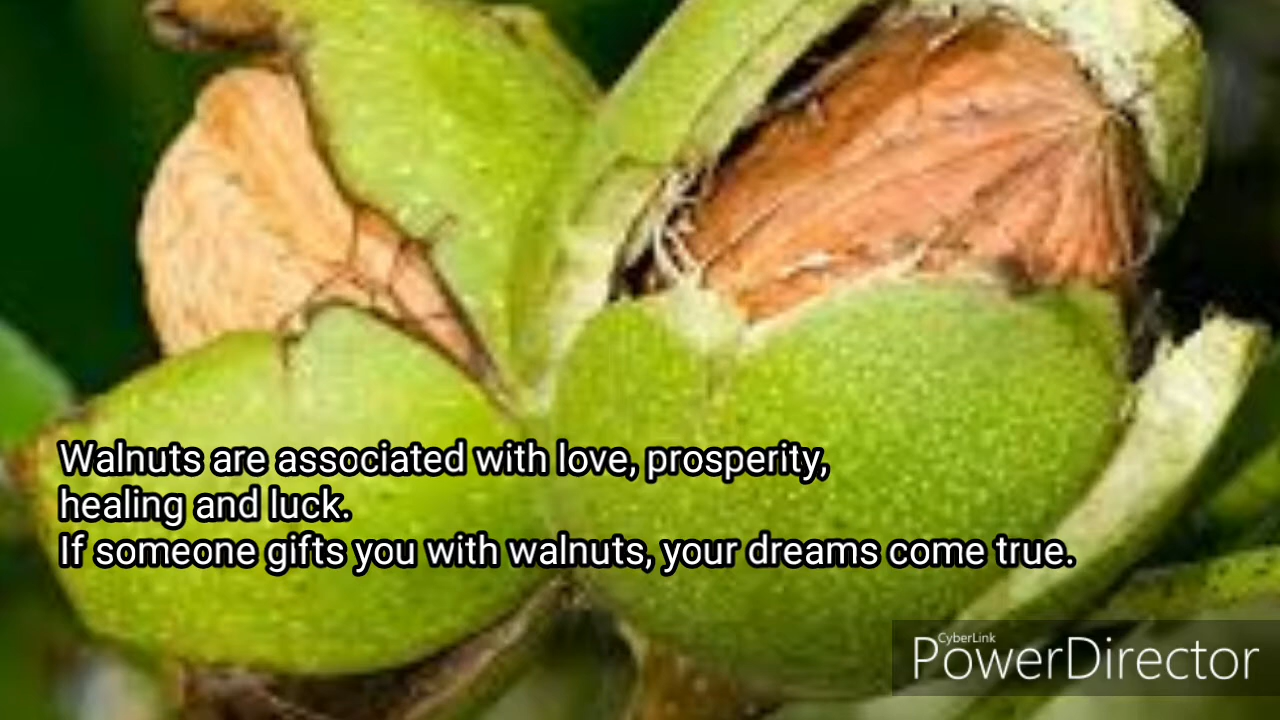 Walnuts are associated with love, prosperity,
healing and luck.
If someone gifts you with walnuts, your dreams come true.
CyberLink
PowerDirector